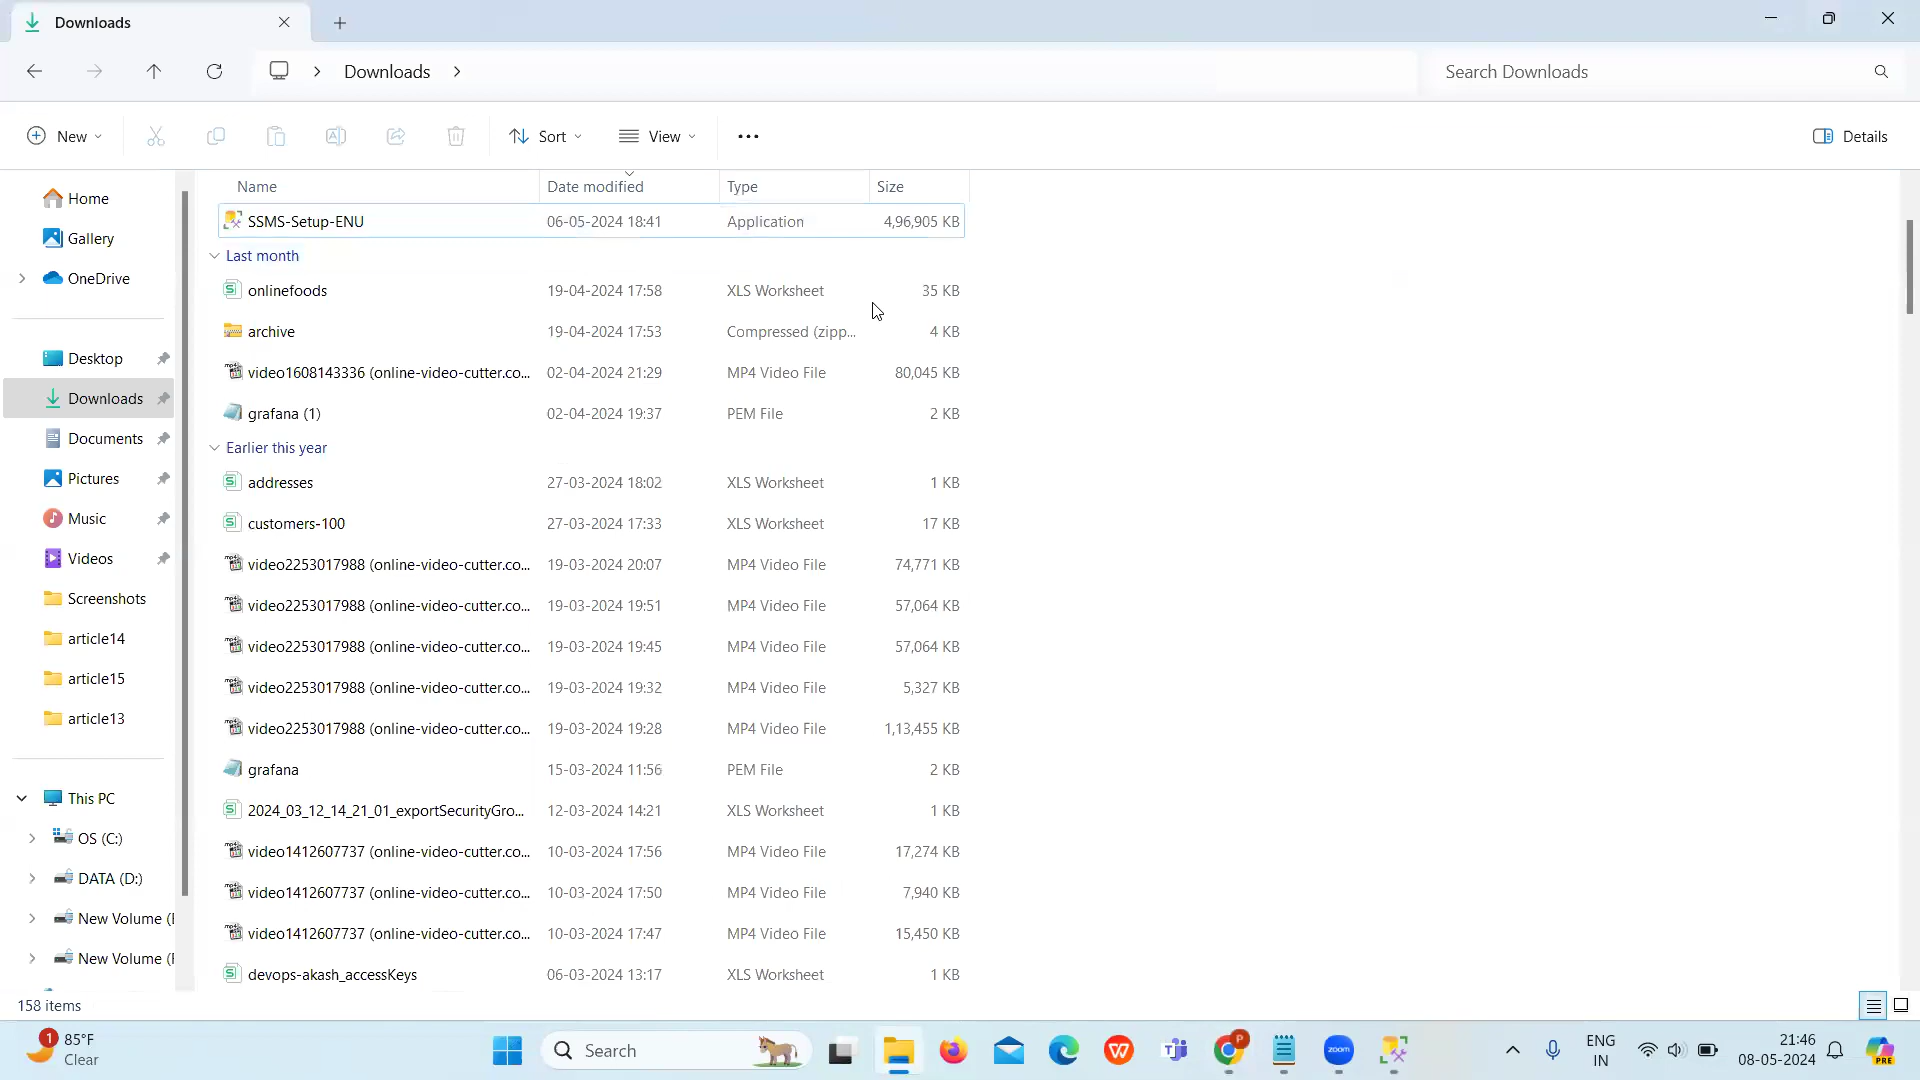 Downloads
Downloads
Search Downloads
New
Sort
View
Details
Home
Gallery
OneDrive
Desktop
Downloads
Documents
Pictures
Music
Videos
Screenshots
article14
article15
article13
This PC
OS (C:)
DATA (D:)
New Volume (
New Volume (
Name Date modified Type Size
SSMS-Setup-ENU 06-05-2024 18:41 Application 4,96,905 KB
Last month
onlinefoods 19-04-2024 17:58 XLS Worksheet 35 KB
archive 19-04-2024 17:53 Compressed (zipp... 4 KB
video1608143336 (online-video-cutter.co... 02-04-2024 21:29 MP4 Video File 80,045 KB
grafana (1) 02-04-2024 19:37 PEM File 2 KB
Earlier this year
addresses 27-03-2024 18:02 XLS Worksheet 1 KB
customers-100 27-03-2024 17:33 XLS Worksheet 17 KB
video2253017988 (online-video-cutter.co... 19-03-2024 20:07 MP4 Video File 74,771 KB
video2253017988 (online-video-cutter.co... 19-03-2024 19:51 MP4 Video File 57,064 KB
video2253017988 (online-video-cutter.co... 19-03-2024 19:45 MP4 Video File 57,064 KB
video2253017988 (online-video-cutter.co... 19-03-2024 19:32 MP4 Video File 5,327 KB
video2253017988 (online-video-cutter.co... 19-03-2024 19:28 MP4 Video File 1,13,455 KB
grafana 15-03-2024 11:56 PEM File 2 KB
2024_03_12_14_21_01_exportSecurityGro... 12-03-2024 14:21 XLS Worksheet 1 KB
video1412607737 (online-video-cutter.co... 10-03-2024 17:56 MP4 Video File 17,274 KB
video1412607737 (online-video-cutter.co... 10-03-2024 17:50 MP4 Video File 7,940 KB
video1412607737 (online-video-cutter.co... 10-03-2024 17:47 MP4 Video File 15,450 KB
devops-akash_accessKeys 06-03-2024 13:17 XLS Worksheet 1 KB
158 items
1
85°F
Clear
Search
zoom
P
ENG
IN
21:46
08-05-2024
PRE